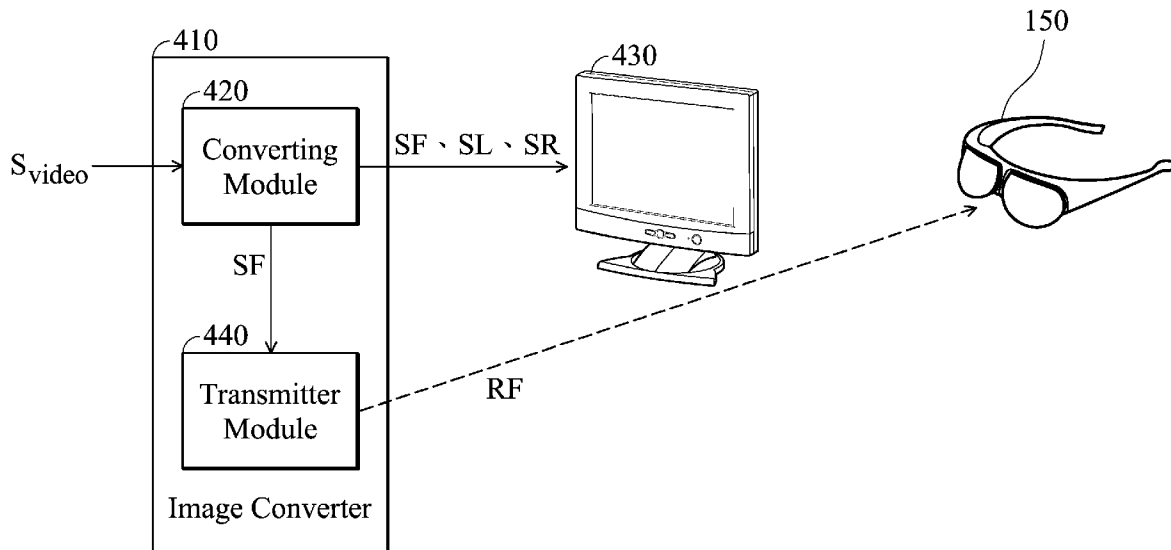 410
420
Converting
Module
S_video
SF、SL、SR
430
150
SF
440
Transmitter
Module
RF
Image Converter